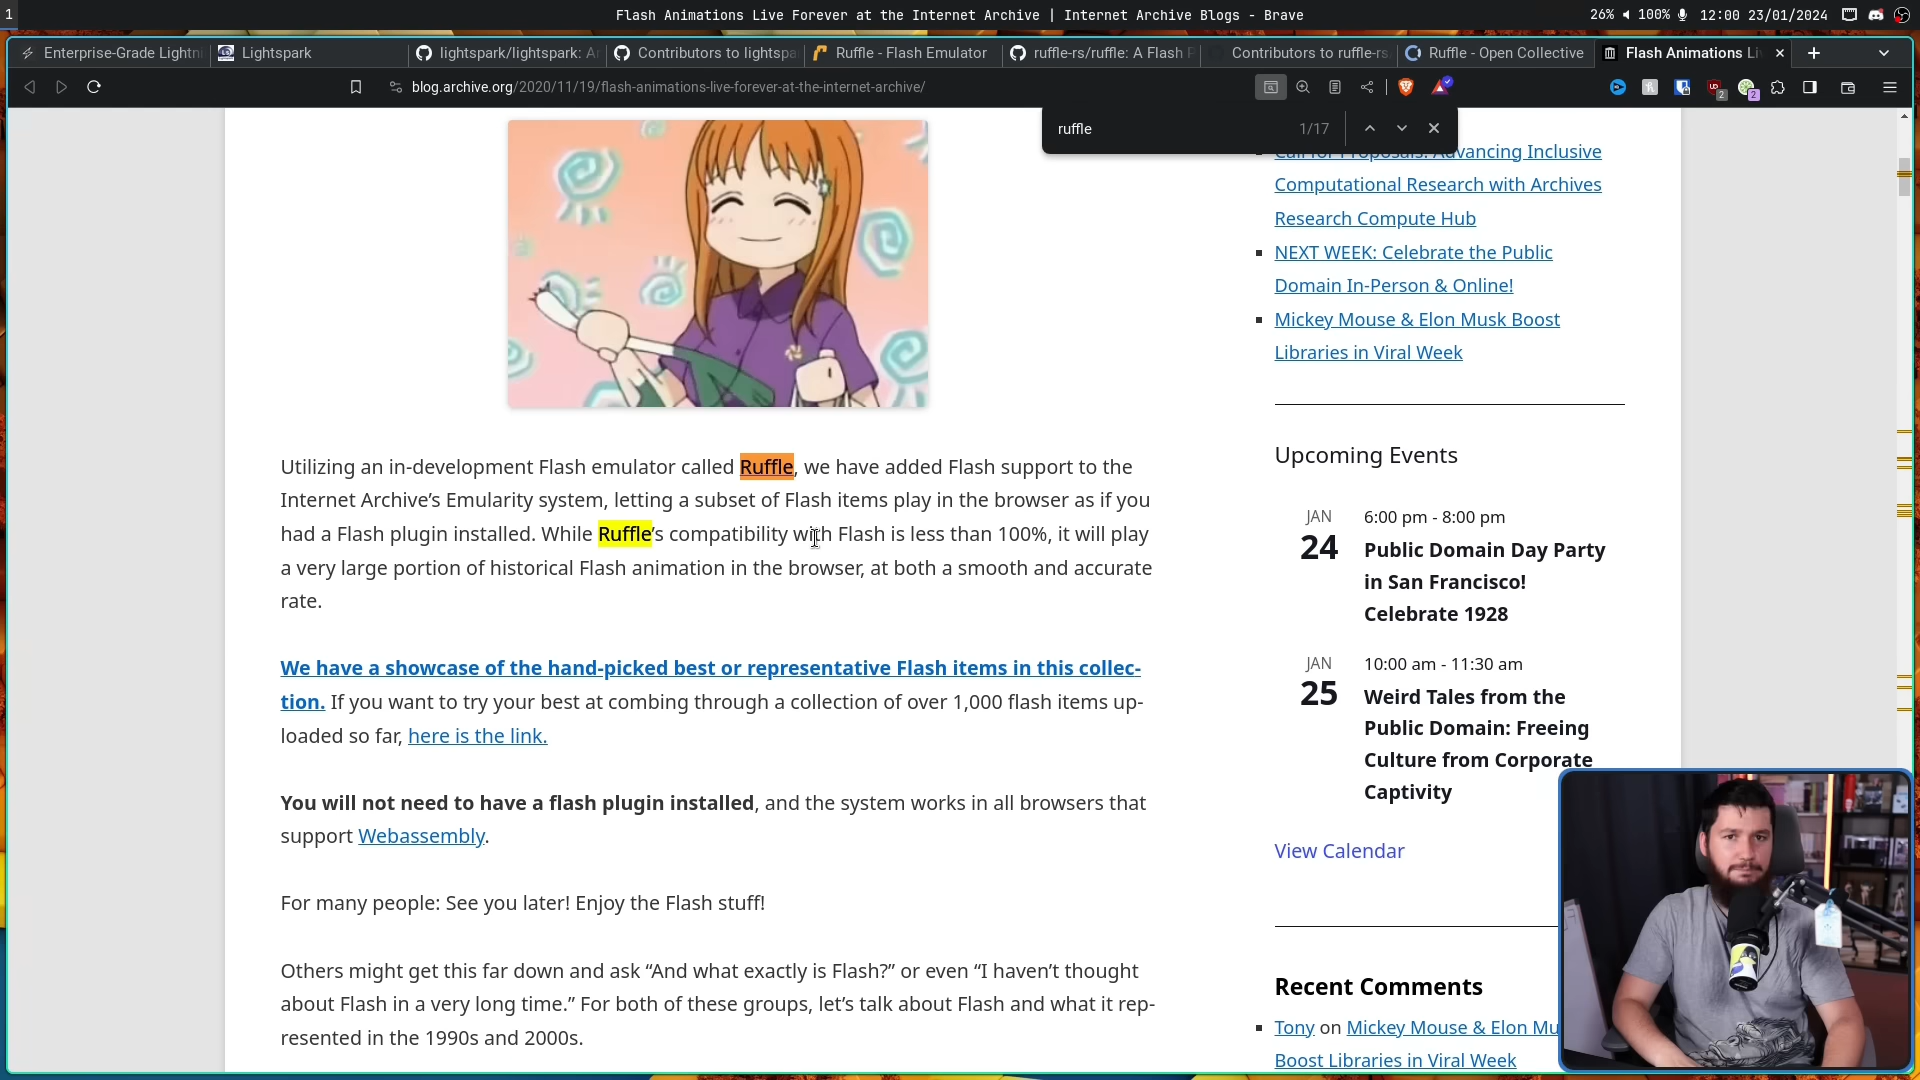 1
Flash Animations Live Forever at the Internet Archive | Internet Archive Blogs - Brave
26% 100% 12:00 23/01/2024
Enterprise-Grade Lightni
Lightspark
lightspark/lightspark: A
Contributors to lightspa
Ruffle - Flash Emulator
ruffle-rs/ruffle: A Flash P
Contributors to ruffle-rs
Ruffle - Open Collective
Flash Animations Li
blog.archive.org/2020/11/19/flash-animations-live-forever-at-the-internet-archive/
2
2
ruffle
1/17
Call for Proposals: Advancing Inclusive
Computational Research with Archives
Research Compute Hub
NEXT WEEK: Celebrate the Public
Domain In-Person & Online!
Mickey Mouse & Elon Musk Boost
Libraries in Viral Week
Utilizing an in-development Flash emulator called Ruffle, we have added Flash support to the
Internet Archive’s Emularity system, letting a subset of Flash items play in the browser as if you
had a Flash plugin installed. While Ruffle’s compatibility with Flash is less than 100%, it will play
a very large portion of historical Flash animation in the browser, at both a smooth and accurate
rate.
We have a showcase of the hand-picked best or representative Flash items in this collec-
tion. If you want to try your best at combing through a collection of over 1,000 flash items up-
loaded so far, here is the link.
You will not need to have a flash plugin installed, and the system works in all browsers that
support Webassembly.
For many people: See you later! Enjoy the Flash stuff!
Others might get this far down and ask “And what exactly is Flash?” or even “I haven’t thought
about Flash in a very long time.” For both of these groups, let’s talk about Flash and what it rep-
resented in the 1990s and 2000s.
Upcoming Events
JAN
24
6:00 pm - 8:00 pm
Public Domain Day Party
in San Francisco!
Celebrate 1928
JAN
25
10:00 am - 11:30 am
Weird Tales from the
Public Domain: Freeing
Culture from Corporate
Captivity
View Calendar
Recent Comments
Tony on Mickey Mouse & Elon Mu
Boost Libraries in Viral Week